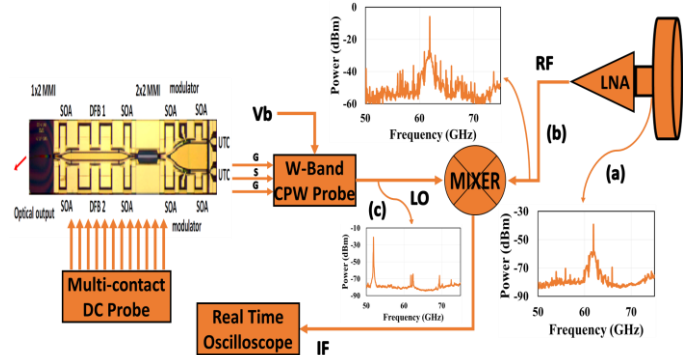 1x2 MMI
SOA
DFB 1
SOA
2x2 MMI
modulator
SOA
SOA
UTC
UTC
Optical output
SOA
DFB 2
SOA
SOA
SOA
modulator
Multi-contact
DC Probe
G
S
G
Vb
W-Band
CPW Probe
(c)
LO
MIXER
RF
(b)
LNA
(a)
Real Time
Oscilloscope
IF
Power (dBm)
0
-20
-40
-60
50
60
70
Frequency (GHz)
Power (dBm)
-10
-30
-50
-70
-90
50
60
70
Frequency (GHz)
Power (dBm)
-30
-50
-70
-90
50
60
70
Frequency (GHz)